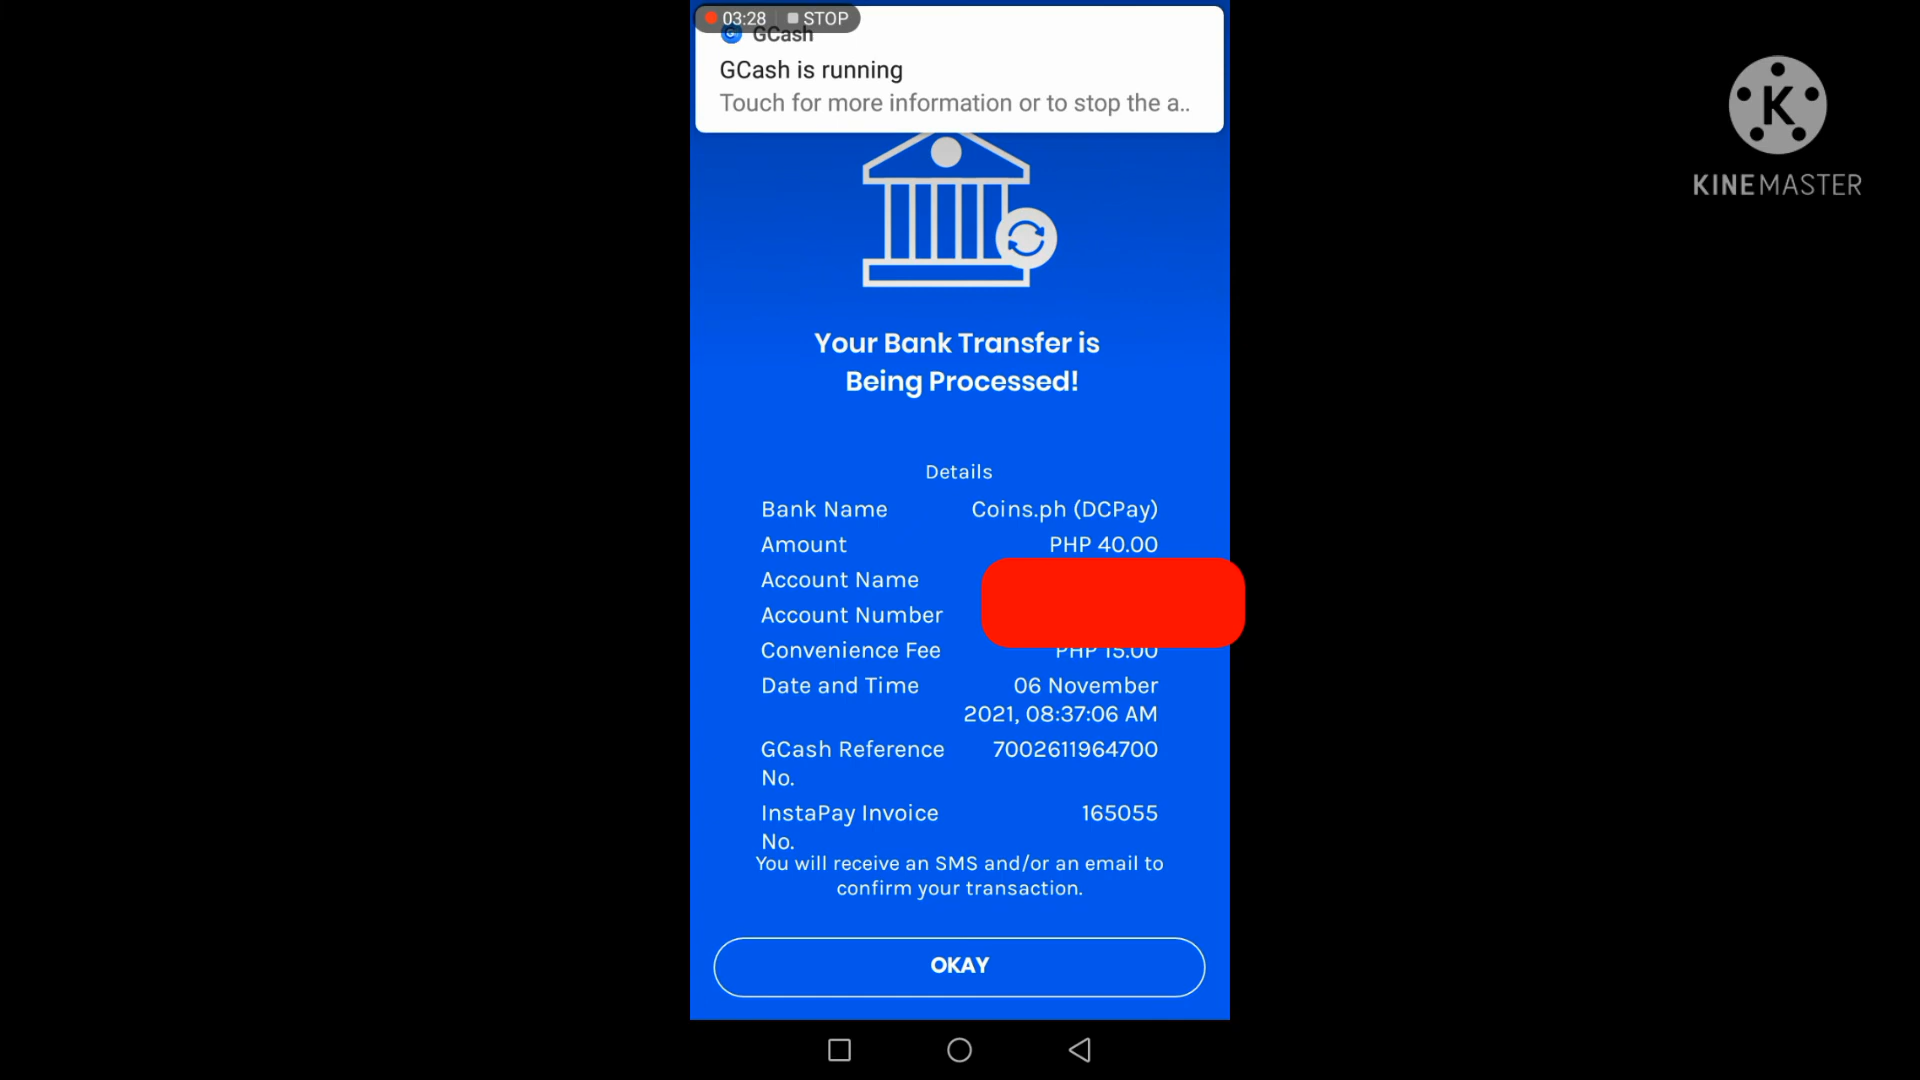 03:28 STOP
GCash
GCash is running
Touch for more information or to stop the a..
K
KINEMASTER
Your Bank Transfer is
Being Processed!
Details
Bank Name Coins.ph (DCPay)
Amount PHP 40.00
Account Name
Account Number
Convenience Fee PHP 15.00
Date and Time 06 November
2021, 08:37:06 AM
GCash Reference 7002611964700
No.
InstaPay Invoice 165055
No.
You will receive an SMS and/or an email to
confirm your transaction.
OKAY